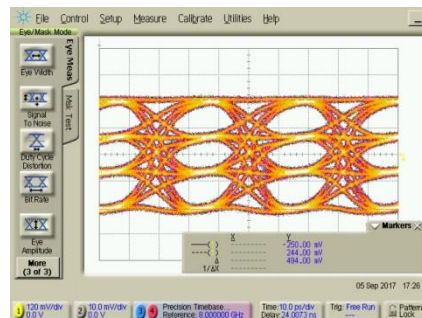 File Control Setup Measure Calibrate Utilities Help
Eye/Mask Mode
Eye Meas
Mask Test
Eye Width
Signal
To Noise
Duty Cycle
Distortion
Bit Rate
Eye
Amplitude
More
(3 of 3)
Markers
X Y
-250.00 mV
244.00 mV
Δ 494.00 mV
1/ΔX
05 Sep 2017 17:26
1 120 mV/div
0.0 V
2 10.0 mV/div
0.0 V
3 4 Precision Timebase
Reference: 8.000000 GHz
Time:10.0 ps/div
Delay:24.0073 ns
Trig: Free Run
Pattern
Lock